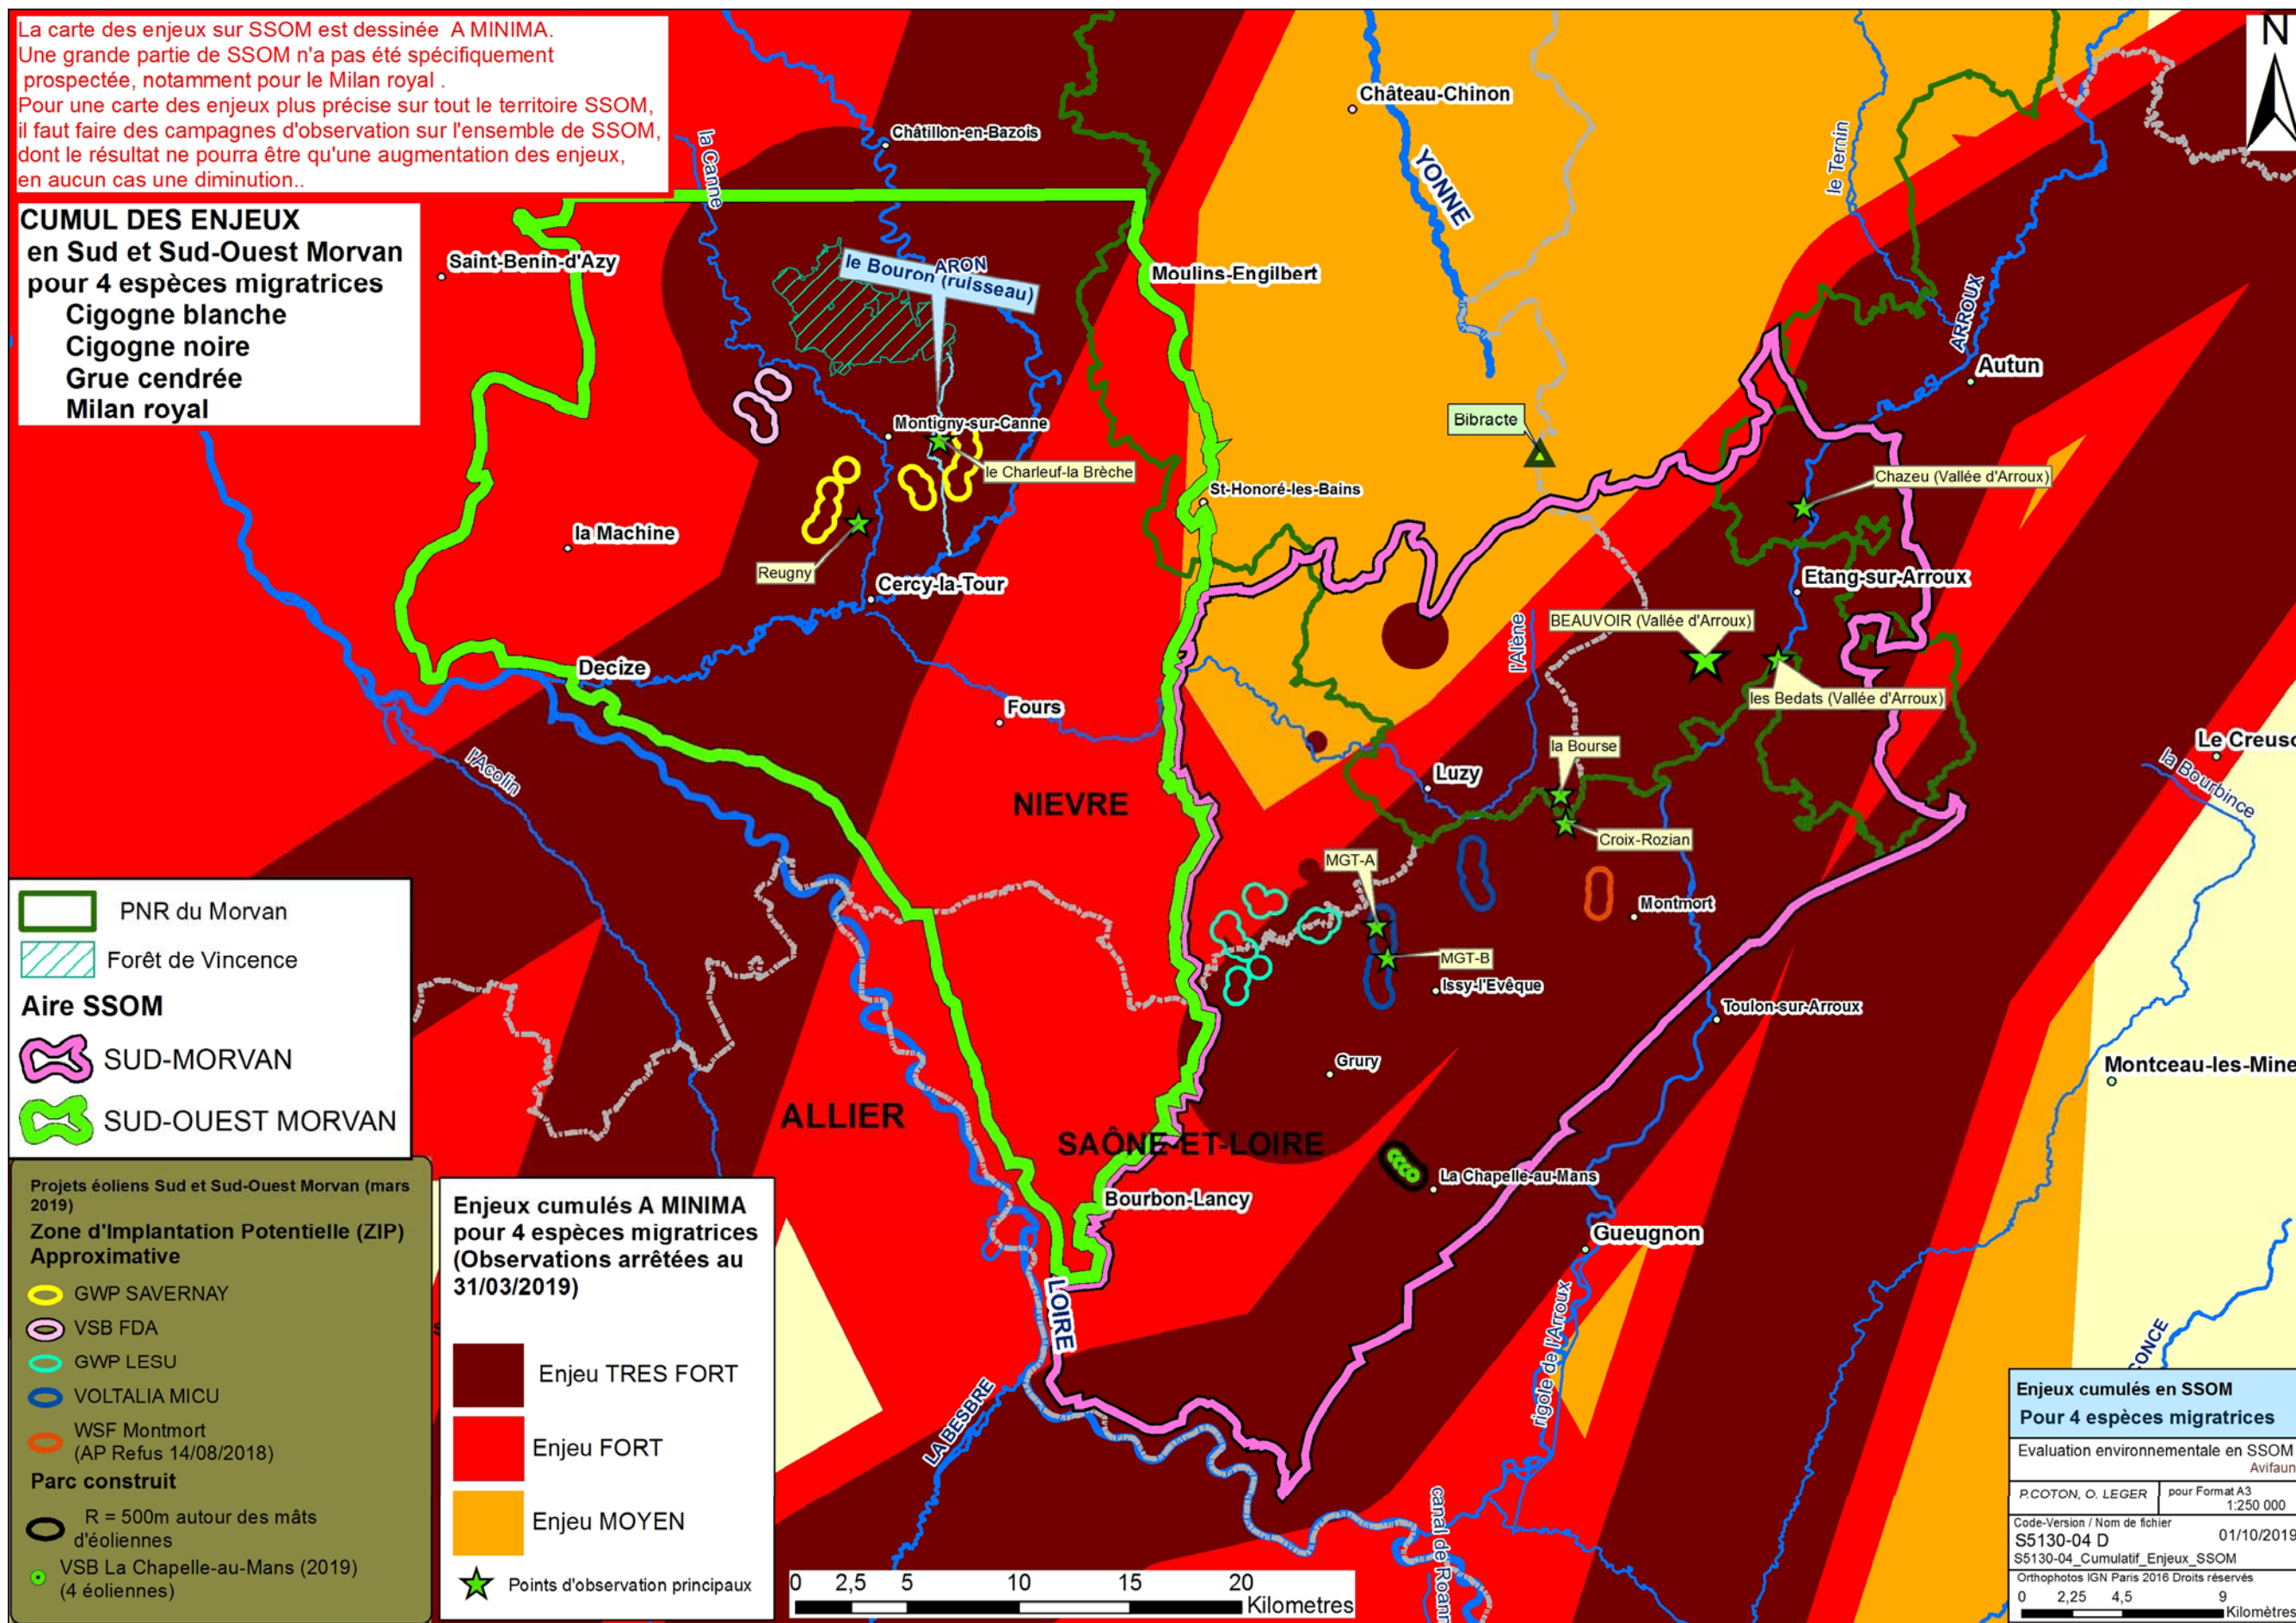 La carte des enjeux sur SSOM est dessinée  A MINIMA.
Une grande partie de SSOM n'a pas été spécifiquement
prospectée, notamment pour le Milan royal .
Pour une carte des enjeux plus précise sur tout le territoire SSOM,
il faut faire des campagnes d'observation sur l'ensemble de SSOM,
dont le résultat ne pourra être qu'une augmentation des enjeux,
en aucun cas une diminution..
CUMUL DES ENJEUX
en Sud et Sud-Ouest Morvan
pour 4 espèces migratrices
Cigogne blanche
Cigogne noire
Grue cendrée
Milan royal
N
Château-Chinon
Châtillon-en-Bazois
la Canne
YONNE
le Ternin
Saint-Benin-d'Azy
le Bouron (ruisseau)
ARON
Moulins-Engilbert
ARROUX
Autun
Bibracte
Montigny-sur-Canne
le Charleuf-la Brèche
Chazeu (Vallée d'Arroux)
St-Honoré-les-Bains
la Machine
Reugny
Cercy-la-Tour
Etang-sur-Arroux
BEAUVOIR (Vallée d'Arroux)
l'Alène
Decize
les Bedats (Vallée d'Arroux)
Fours
la Bourse
Le Creuso
la Bourbince
l'Acolin
Luzy
NIEVRE
Croix-Rozian
MGT-A
Montmort
MGT-B
Issy-l'Evêque
Toulon-sur-Arroux
Grury
Montceau-les-Mine
ALLIER
SAÔNE-ET-LOIRE
La Chapelle-au-Mans
Bourbon-Lancy
Gueugnon
LOIRE
rigole de l'Arroux
LA BESBRE
canal de Roann
ONCE
PNR du Morvan
Forêt de Vincence
Aire SSOM
SUD-MORVAN
SUD-OUEST MORVAN
Projets éoliens Sud et Sud-Ouest Morvan (mars
2019)
Zone d'Implantation Potentielle (ZIP)
Approximative
GWP SAVERNAY
VSB FDA
GWP LESU
VOLTALIA MICU
WSF Montmort
(AP Refus 14/08/2018)
Parc construit
R = 500m autour des mâts
d'éoliennes
VSB La Chapelle-au-Mans (2019)
(4 éoliennes)
Enjeux cumulés A MINIMA
pour 4 espèces migratrices
(Observations arrêtées au
31/03/2019)
Enjeu TRES FORT
Enjeu FORT
Enjeu MOYEN
Points d'observation principaux
0 2,5 5 10 15 20
Kilometres
Enjeux cumulés en SSOM
Pour 4 espèces migratrices
Evaluation environnementale en SSOM
Avifaun
P.COTON, O. LEGER
pour Format A3
1:250 000
Code-Version / Nom de fichier
S5130-04 D 01/10/2019
S5130-04_Cumulatif_Enjeux_SSOM
Orthophotos IGN Paris 2016 Droits réservés
0 2,25 4,5 9
Kilomètres